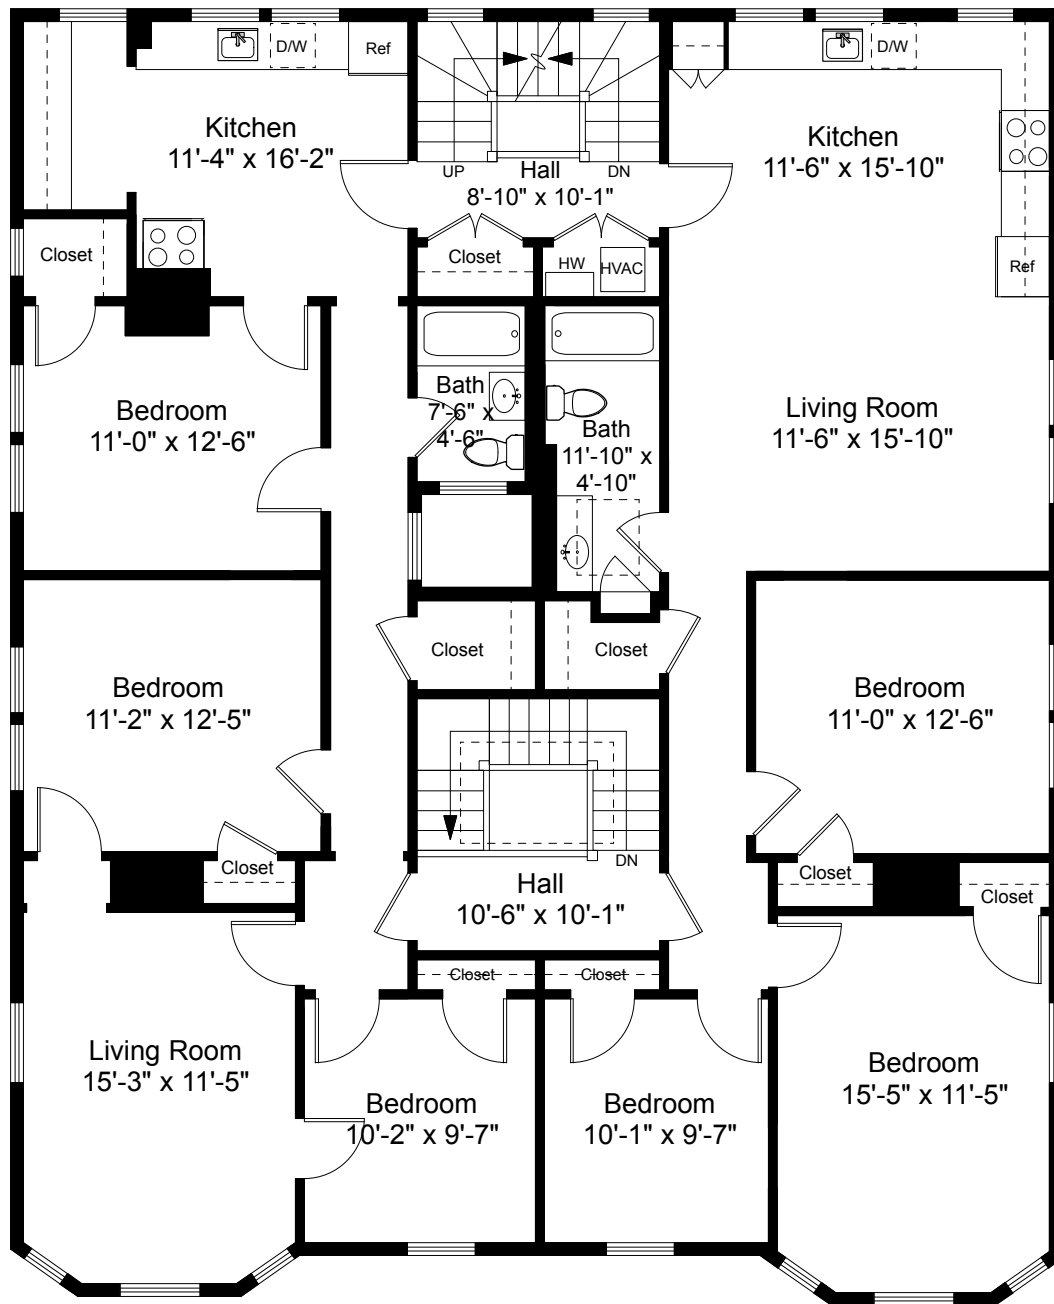 D/W
Ref
D/W
Kitchen
11'-4" x 16'-2"
Kitchen
11'-6" x 15'-10"
UP
DN
Hall
8'-10" x 10'-1"
Closet
Closet
HW
HVAC
Ref
Bedroom
11'-0" x 12'-6"
Bath
7'-6" x
4'-6"
Bath
11'-10" x
4'-10"
Living Room
11'-6" x 15'-10"
Closet
Closet
Bedroom
11'-2" x 12'-5"
Bedroom
11'-0" x 12'-6"
Closet
DN
Hall
10'-6" x 10'-1"
Closet
Closet
Closet
Closet
Living Room
15'-3" x 11'-5"
Bedroom
10'-2" x 9'-7"
Bedroom
10'-1" x 9'-7"
Bedroom
15'-5" x 11'-5"